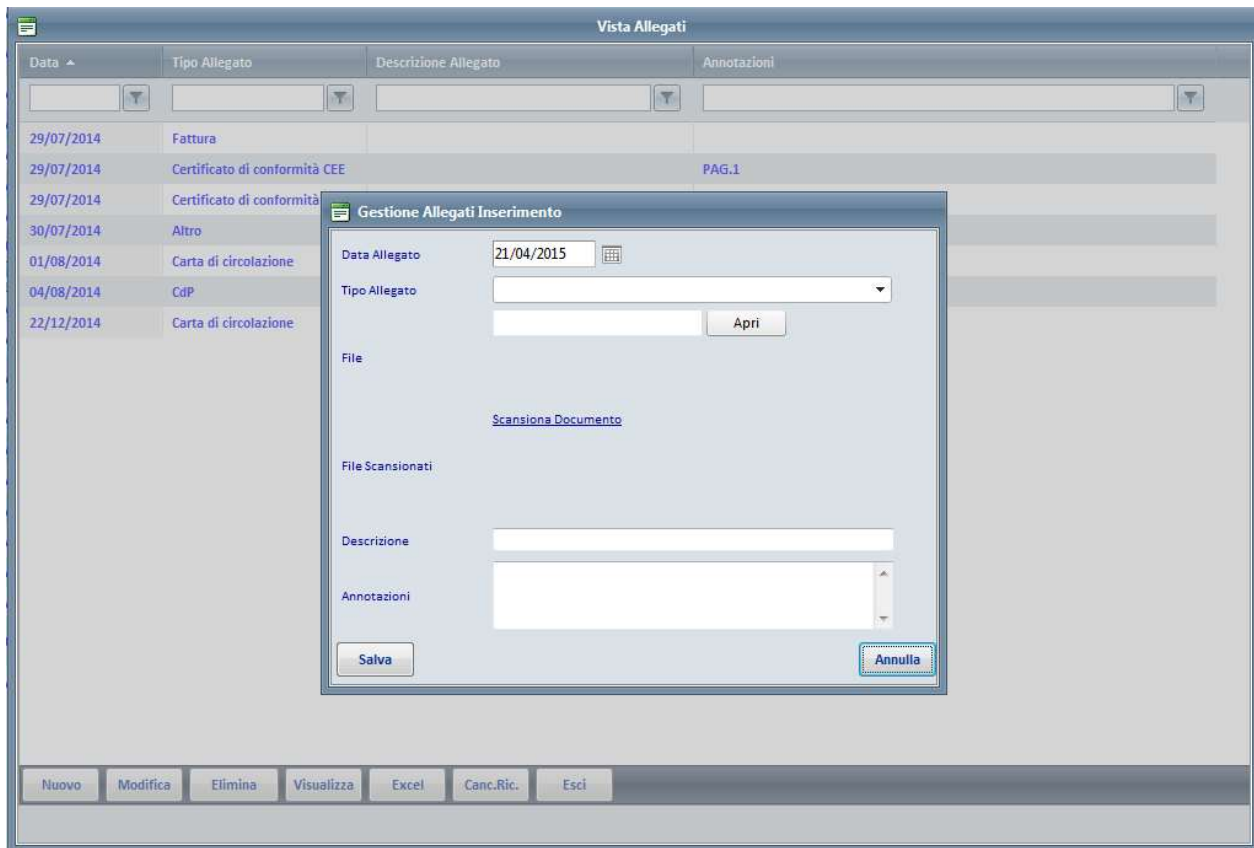 Vista Allegati
Data Tipo Allegato Descrizione Allegato Annotazioni
29/07/2014 Fattura
29/07/2014 Certificato di conformità CEE PAG.1
29/07/2014 Certificato di conformità
30/07/2014 Altro
01/08/2014 Carta di circolazione
04/08/2014 CdP
22/12/2014 Carta di circolazione
Gestione Allegati Inserimento
Data Allegato 21/04/2015
Tipo Allegato
Apri
File
Scansiona Documento
File Scansionati
Descrizione
Annotazioni
Salva Annulla
Nuovo Modifica Elimina Visualizza Excel Canc.Ric. Esci